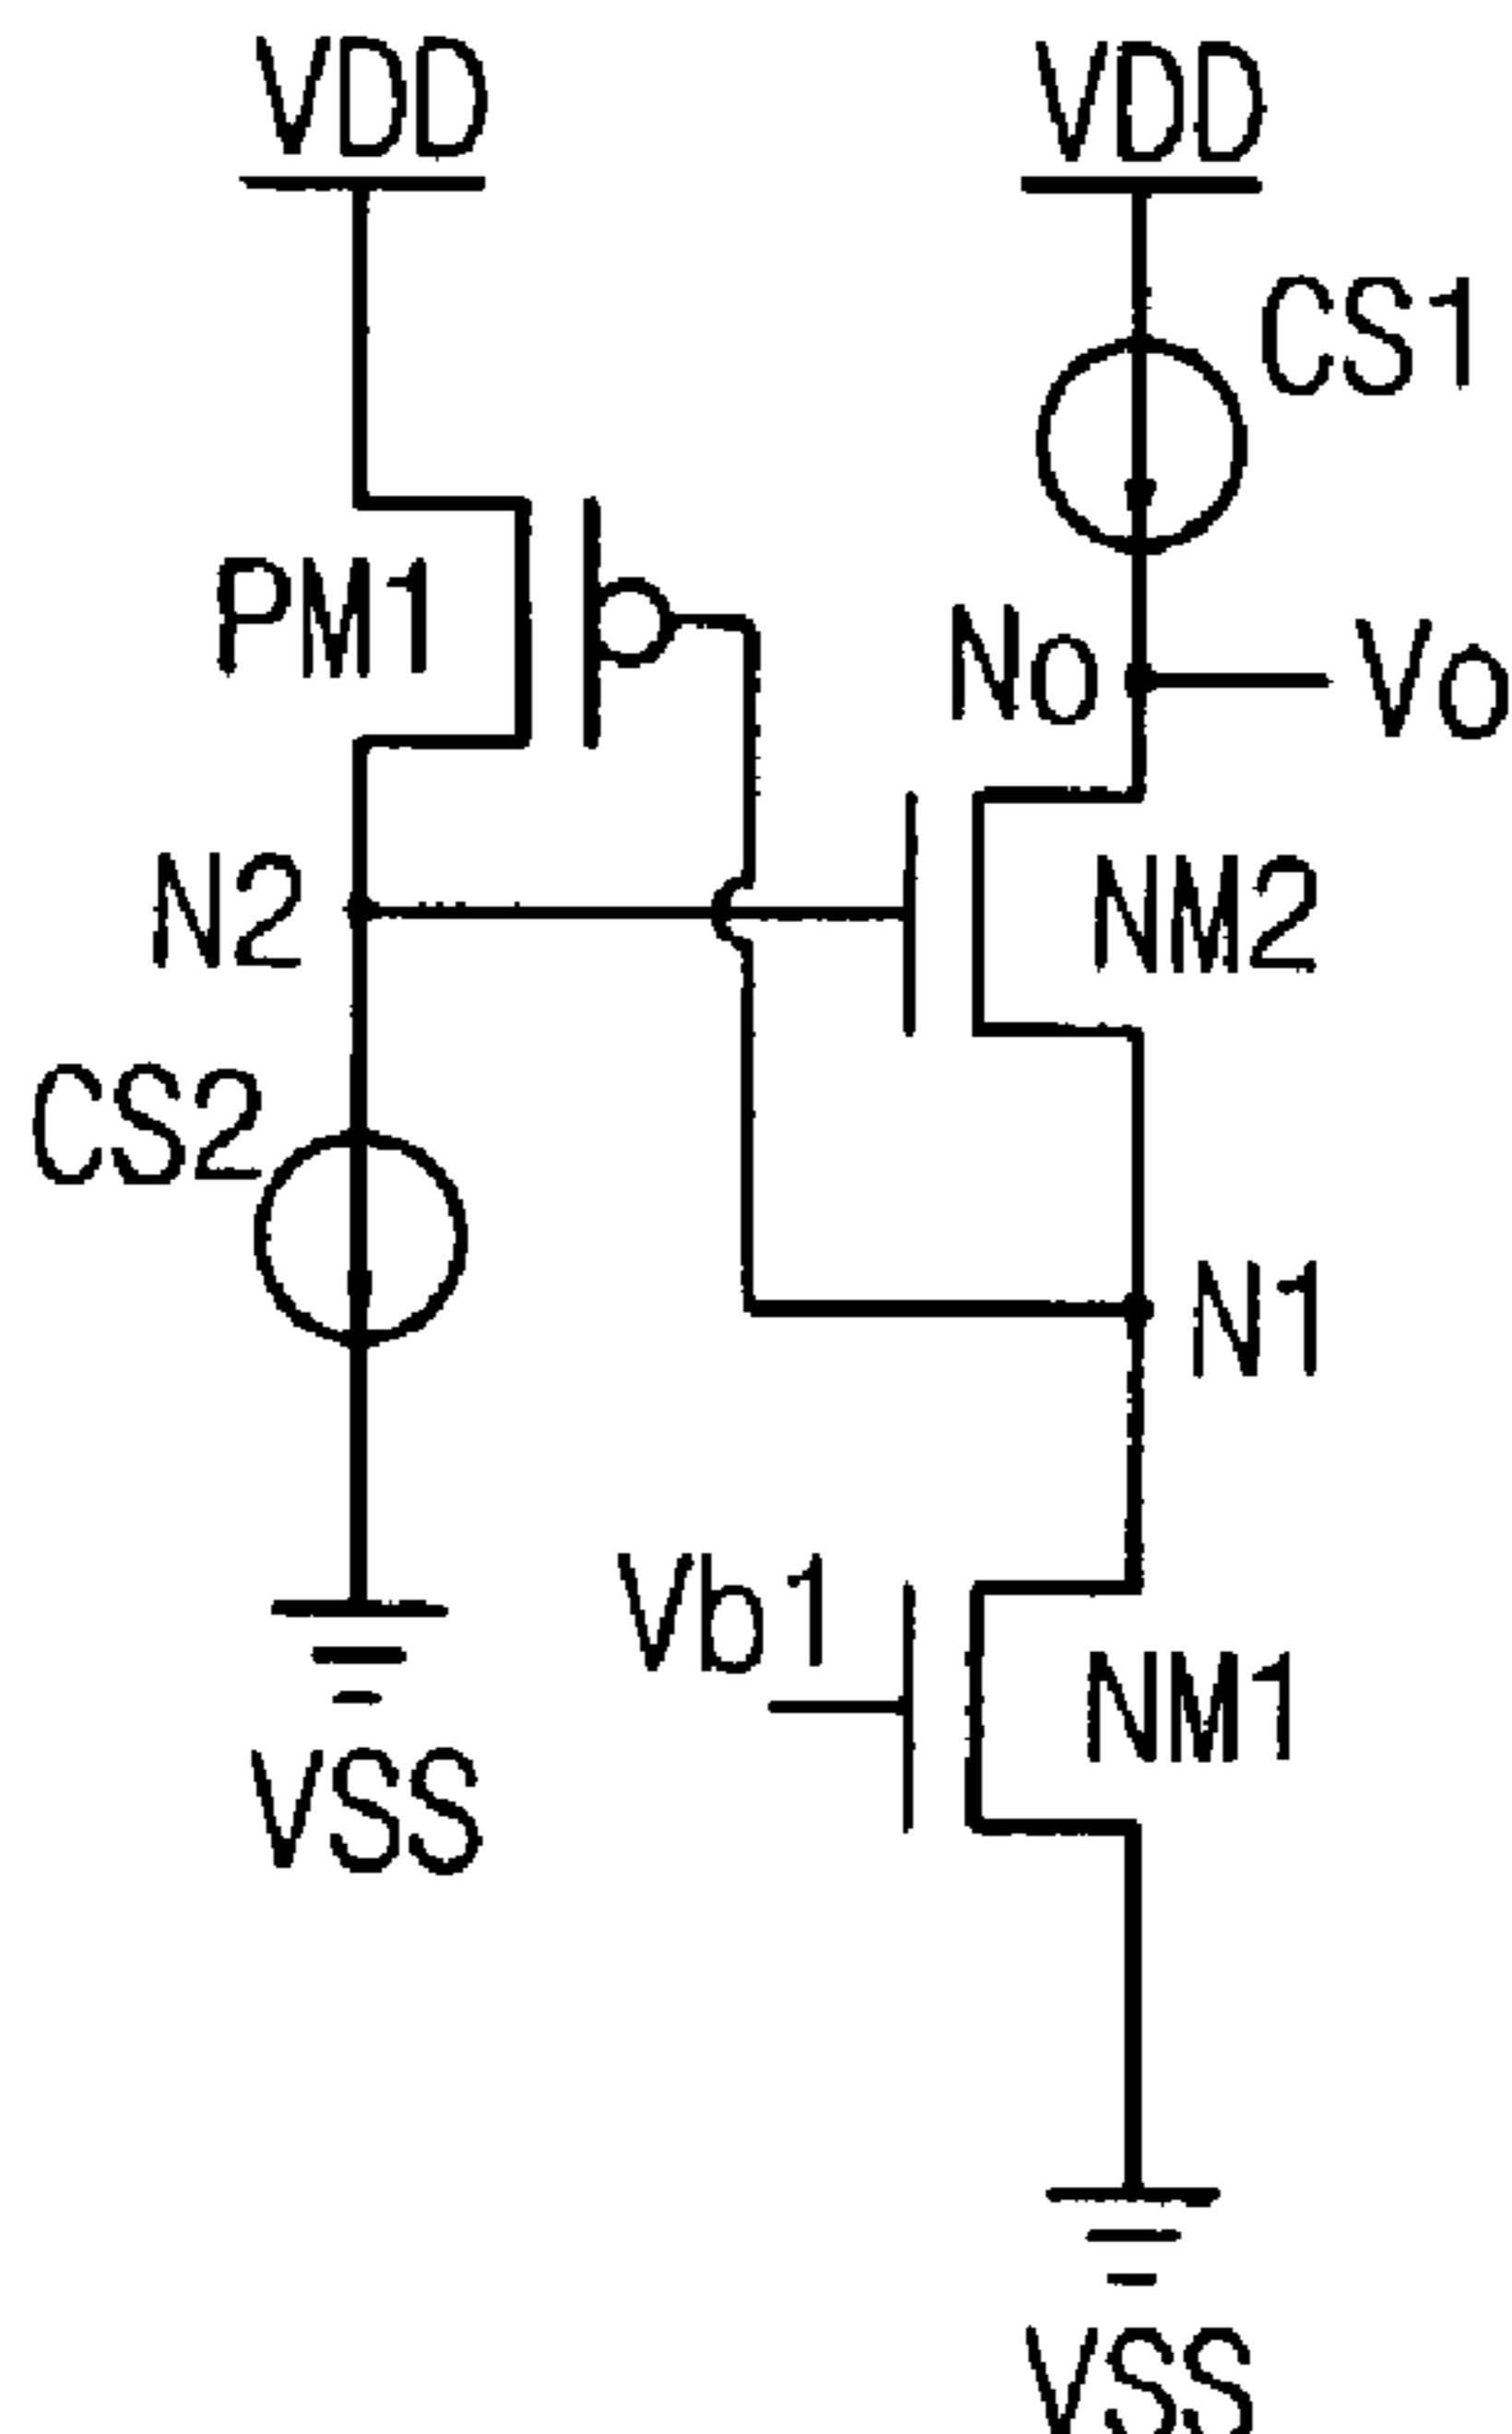 VDD
VDD
CS1
PM1
No
Vo
N2
NM2
CS2
N1
Vb1
NM1
VSS
VSS